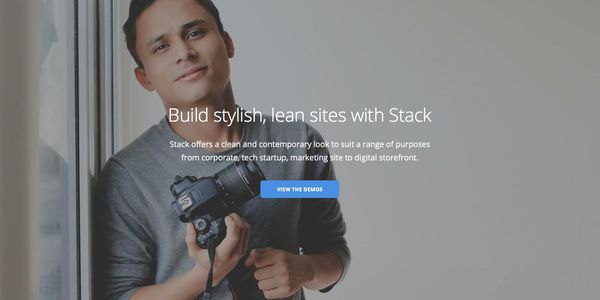 Build stylish, lean sites with Stack
Stack offers a clean and contemporary look to suit a range of purposes
from corporate, tech startup, marketing site to digital storefront.
VIEW THE DEMOS